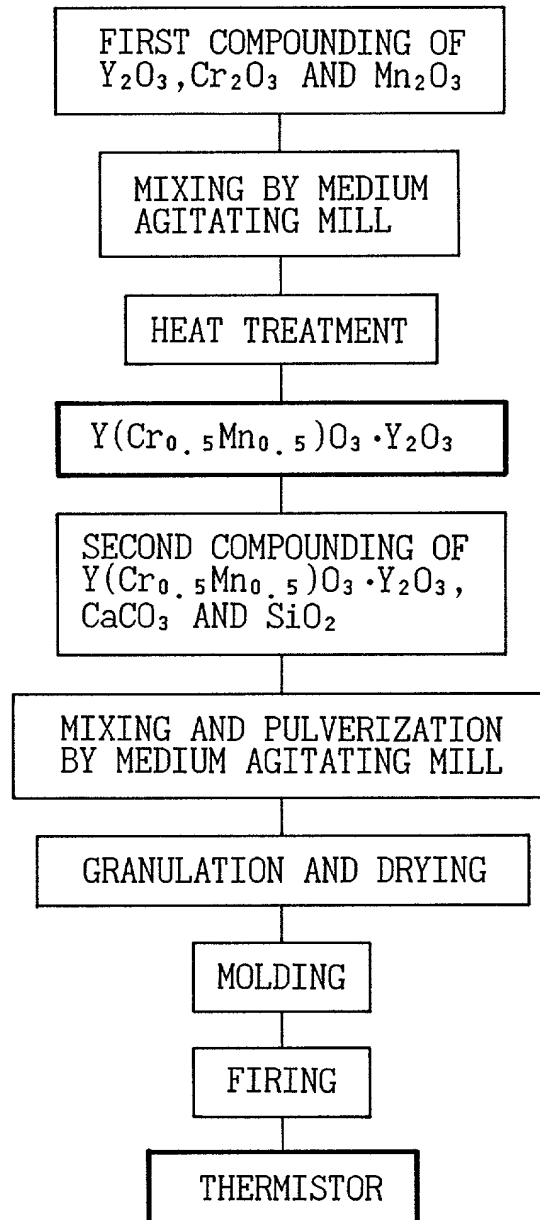 FIRST COMPOUNDING OF
Y₂O₃,Cr₂O₃ AND Mn₂O₃
MIXING BY MEDIUM
AGITATING MILL
HEAT TREATMENT
Y(Cr₀.₅Mn₀.₅)O₃·Y₂O₃
SECOND COMPOUNDING OF
Y(Cr₀.₅Mn₀.₅)O₃·Y₂O₃,
CaCO₃ AND SiO₂
MIXING AND PULVERIZATION
BY MEDIUM AGITATING MILL
GRANULATION AND DRYING
MOLDING
FIRING
THERMISTOR